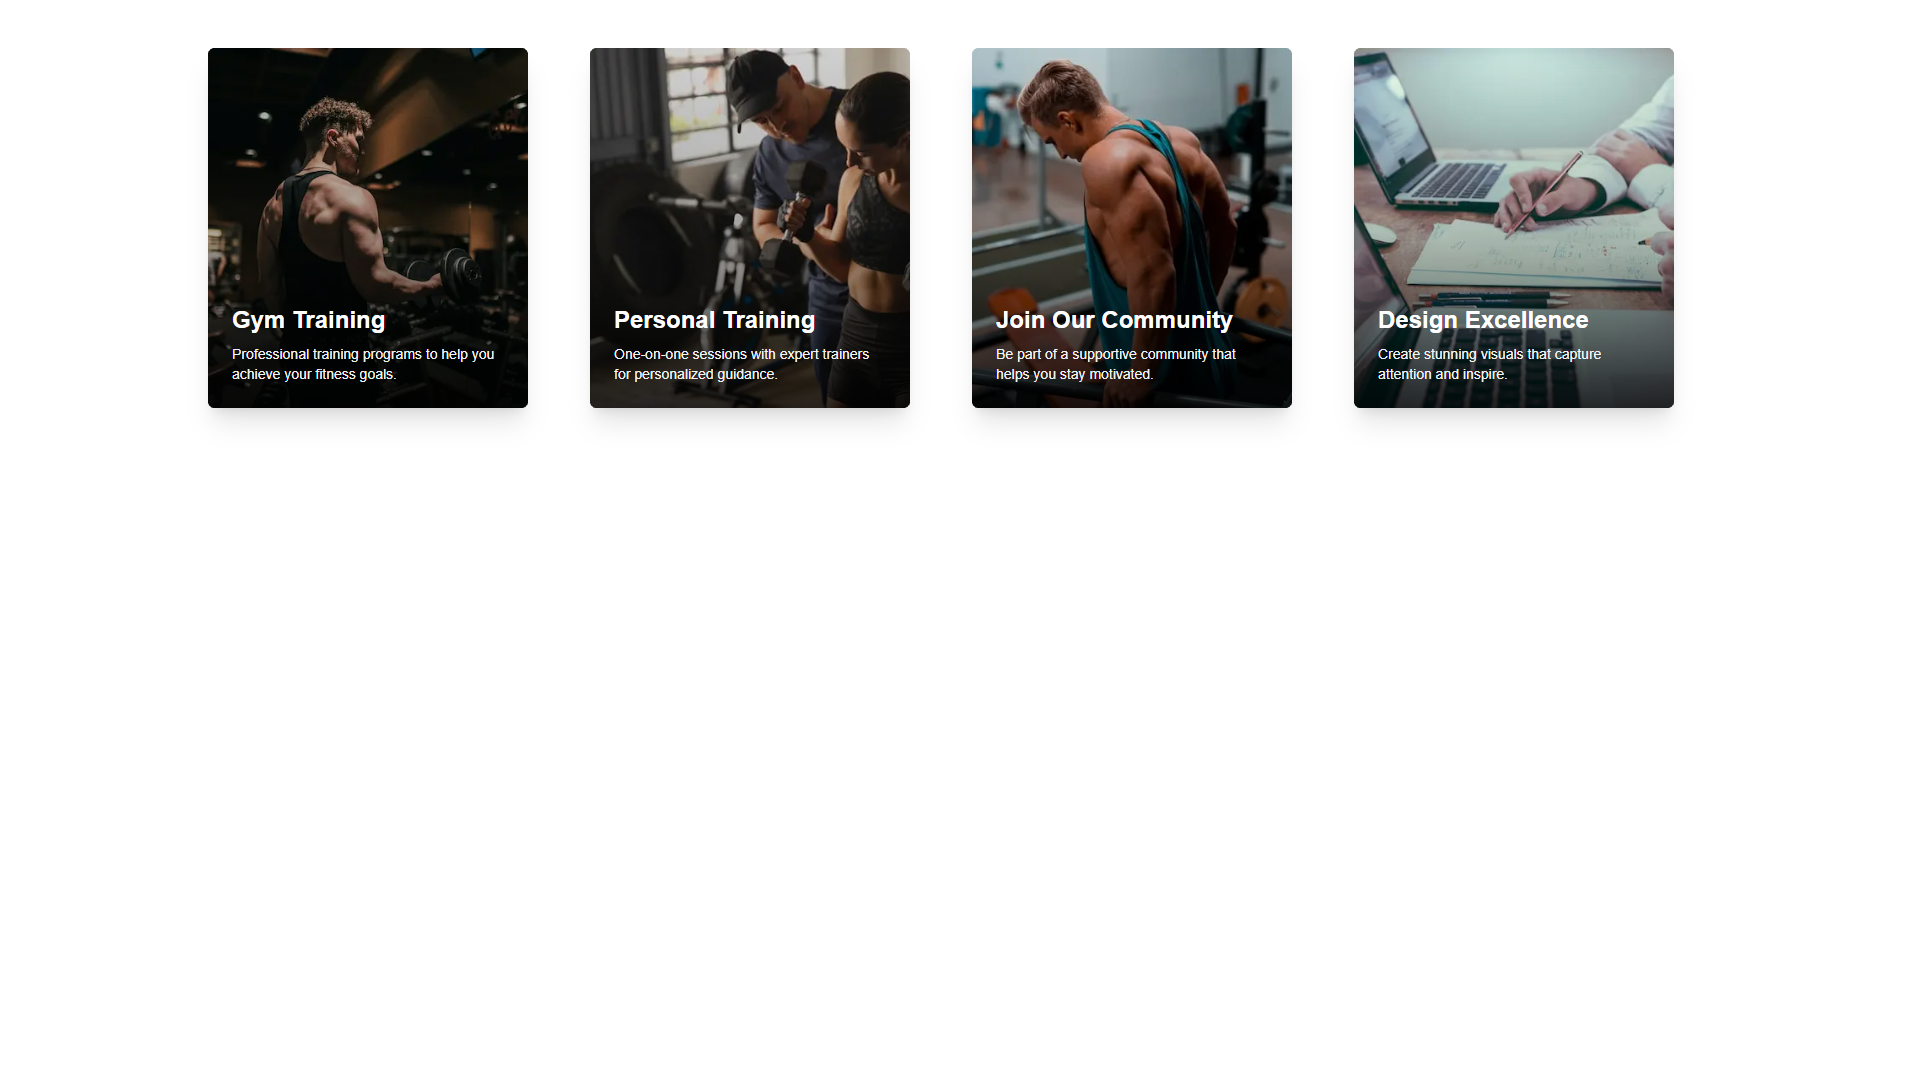 Gym Training
Professional training programs to help you
achieve your fitness goals.
Personal Training
One-on-one sessions with expert trainers
for personalized guidance.
Join Our Community
Be part of a supportive community that
helps you stay motivated.
Design Excellence
Create stunning visuals that capture
attention and inspire.